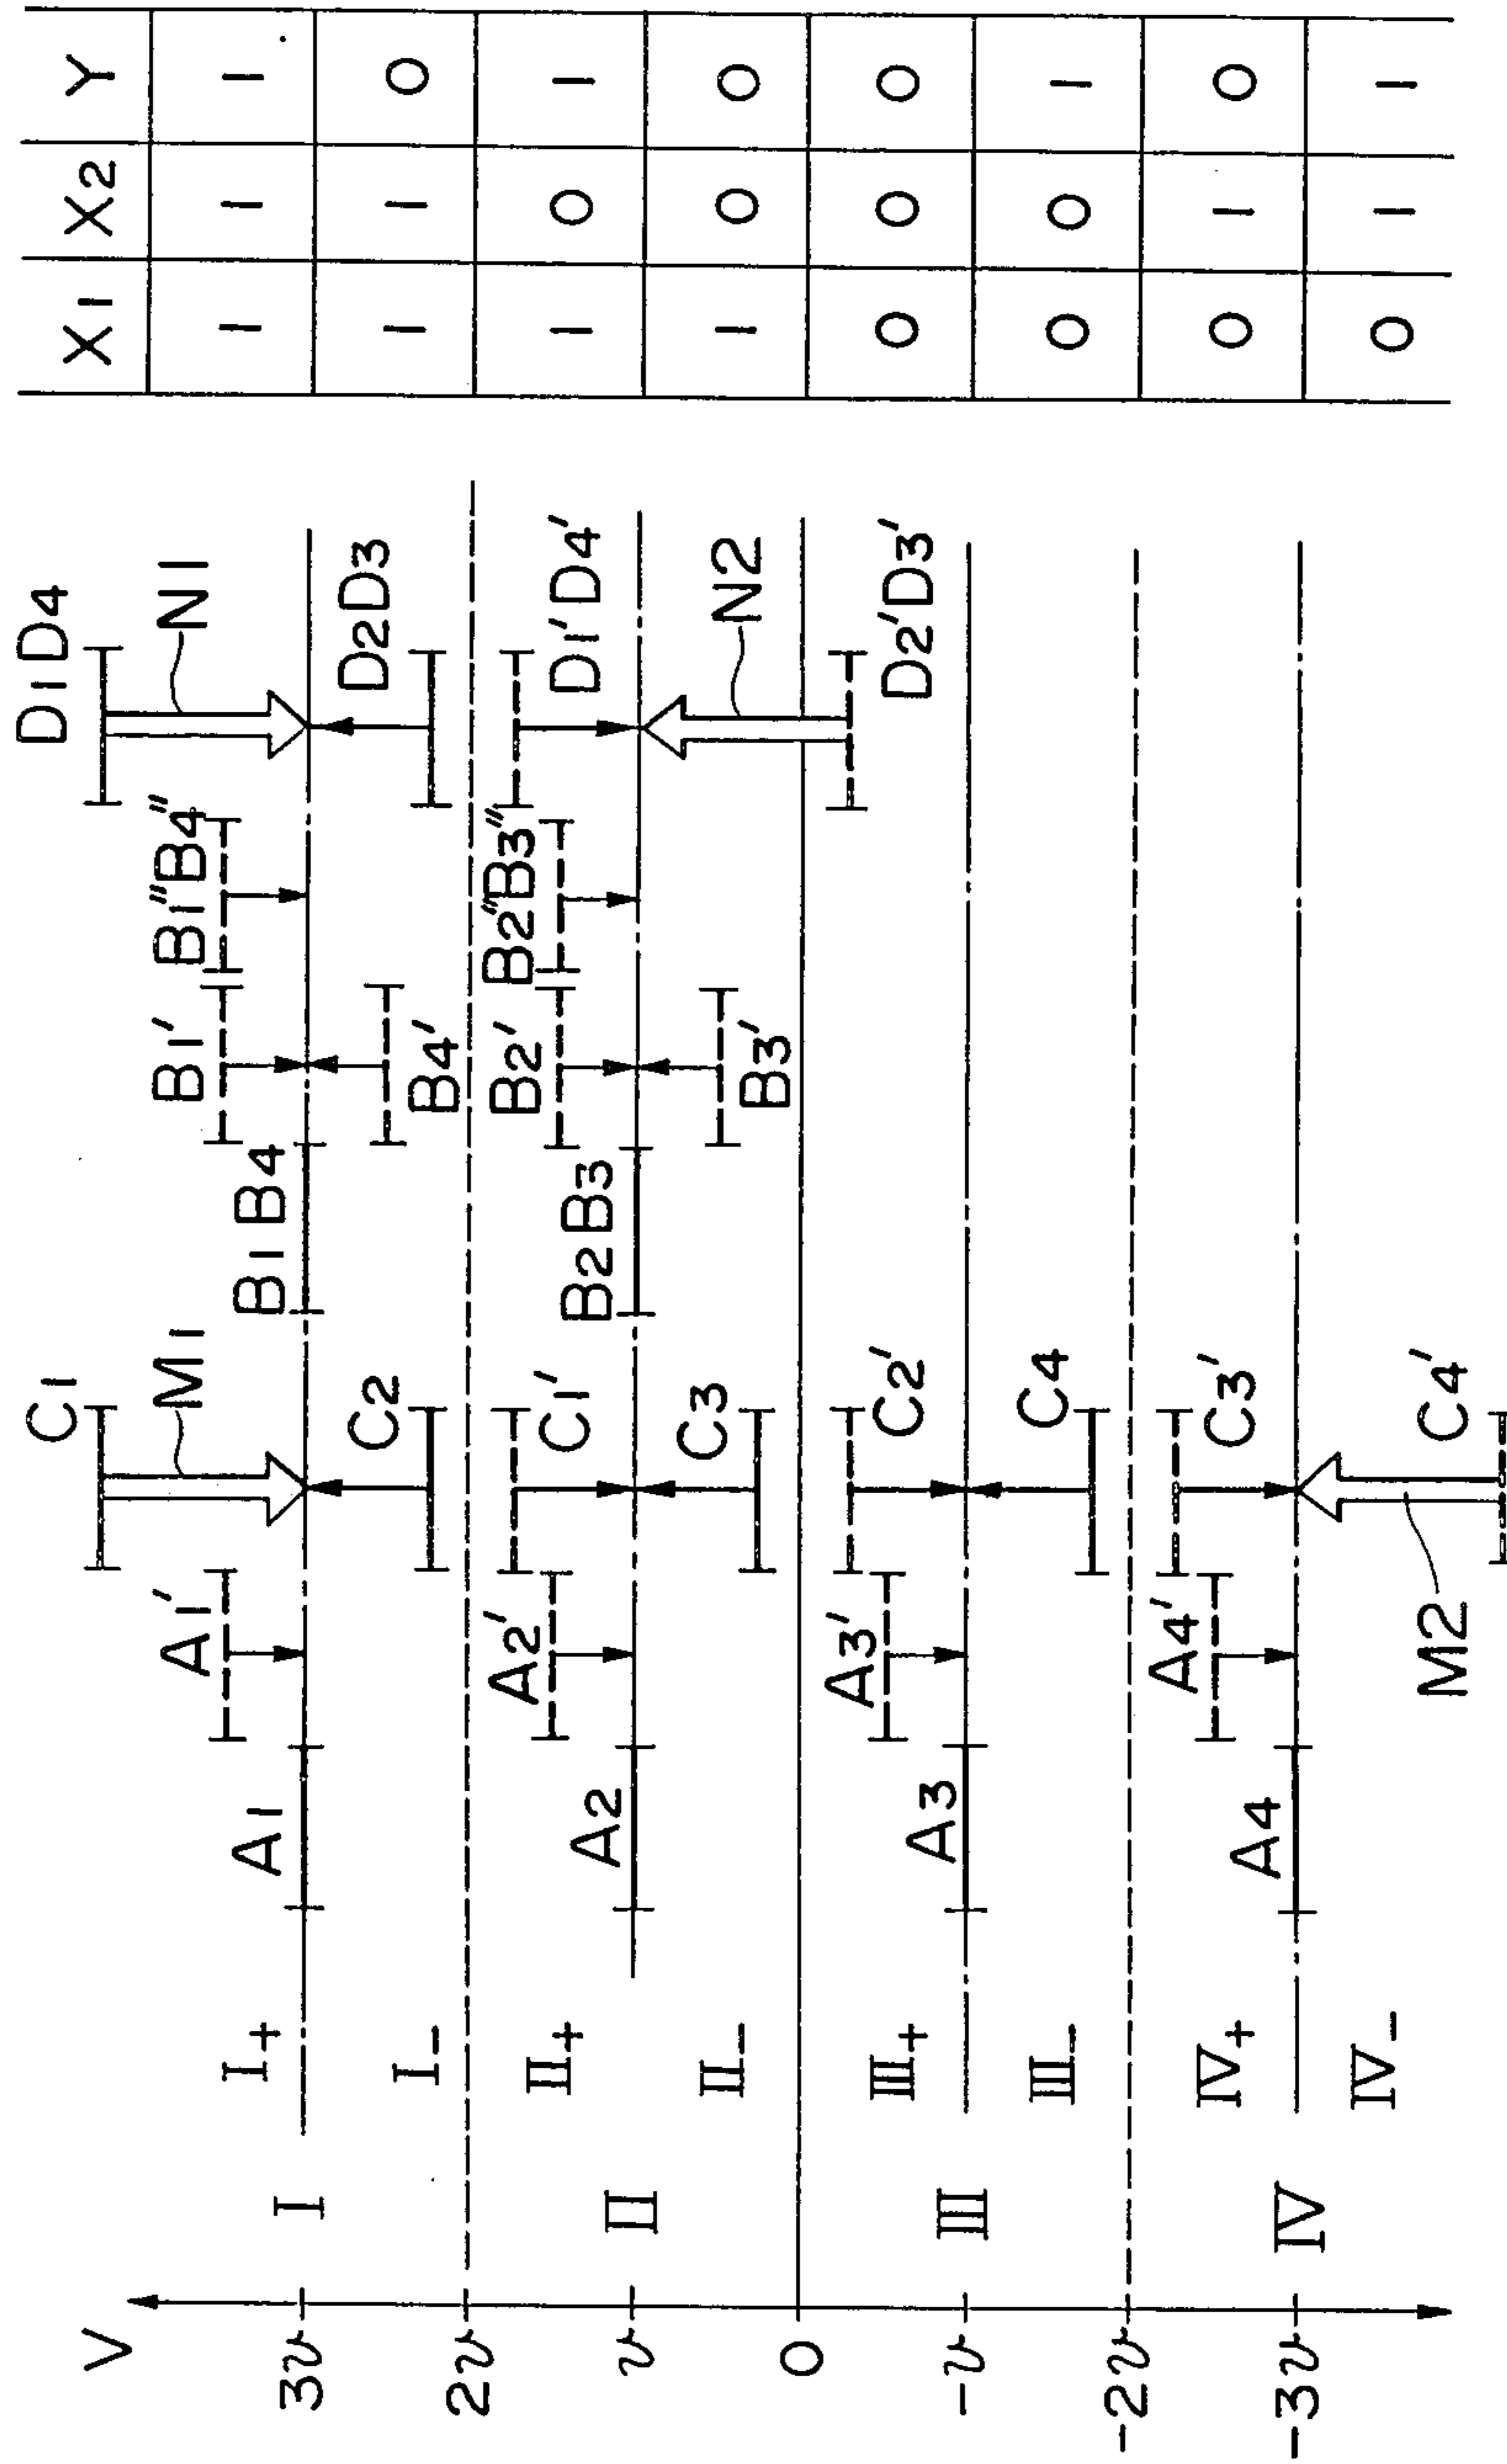 V
3v
2v
v
0
-v
-2v
-3v
I
II
III
IV
I+
I-
II+
II-
III+
III-
IV+
IV-
A1
A2
A3
A4
A1'
A2'
A3'
A4'
C1
M1
C2
C1'
C3
C2'
C4
C3'
C4'
M2
B1B4
B2B3
B1'
B4'
B2'
B3'
B1"B4"
B2"B3"
D1D4
N1
D2D3
D1'D4'
N2
D2'D3'
X1 X2 Y
1 1 1
1 1 0
1 0 1
1 0 0
0 0 0
0 0 1
0 1 0
0 1 1